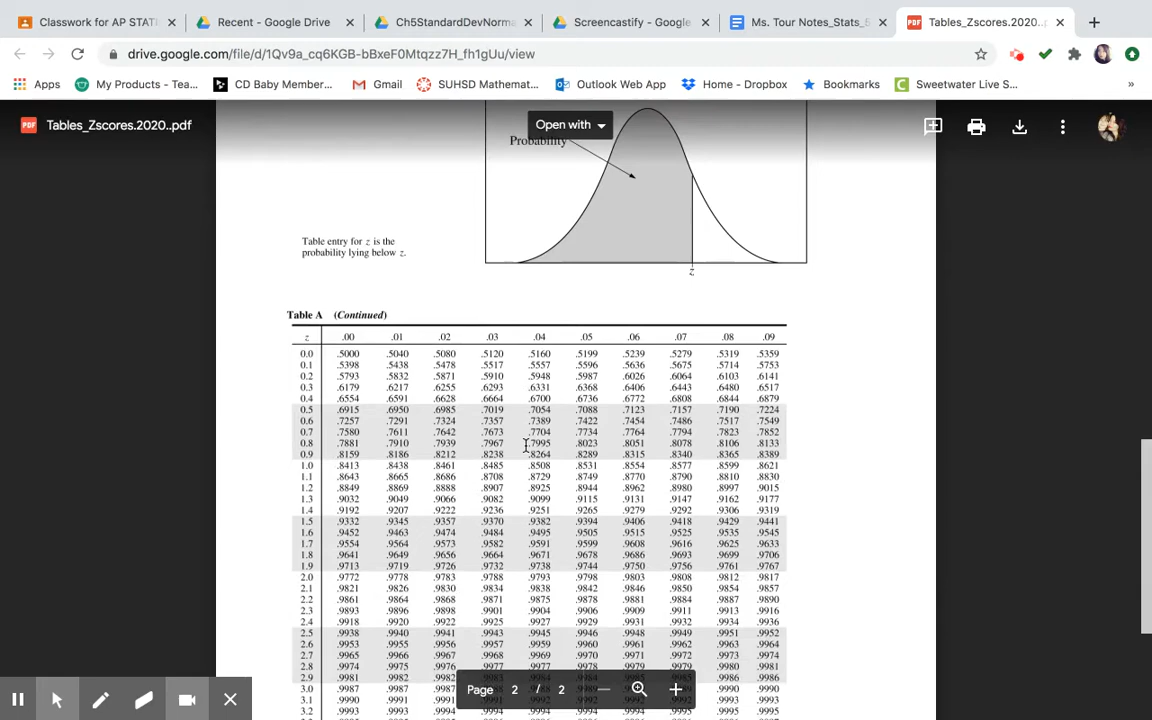 Classwork for AP STAT
Recent - Google Drive
Ch5StandardDevNorma
Screencastify - Google
Ms. Tour Notes_Stats_S
Tables_Zscores.2020..p
drive.google.com/file/d/1Qv9a_cq6KGB-bBxeF0Mtqzz7H_fh1gUu/view
Apps My Products - Tea... CD Baby Member... Gmail SUHSD Mathemat... Outlook Web App Home - Dropbox Bookmarks Sweetwater Live S... »
PDF Tables_Zscores.2020..pdf
Open with
Probability
Table entry for z is the
probability lying below z.
z
Table A (Continued)
z .00 .01 .02 .03 .04 .05 .06 .07 .08 .09
0.0 .5000 .5040 .5080 .5120 .5160 .5199 .5239 .5279 .5319 .5359
0.1 .5398 .5438 .5478 .5517 .5557 .5596 .5636 .5675 .5714 .5753
0.2 .5793 .5832 .5871 .5910 .5948 .5987 .6026 .6064 .6103 .6141
0.3 .6179 .6217 .6255 .6293 .6331 .6368 .6406 .6443 .6480 .6517
0.4 .6554 .6591 .6628 .6664 .6700 .6736 .6772 .6808 .6844 .6879
0.5 .6915 .6950 .6985 .7019 .7054 .7088 .7123 .7157 .7190 .7224
0.6 .7257 .7291 .7324 .7357 .7389 .7422 .7454 .7486 .7517 .7549
0.7 .7580 .7611 .7642 .7673 .7704 .7734 .7764 .7794 .7823 .7852
0.8 .7881 .7910 .7939 .7967 .7995 .8023 .8051 .8078 .8106 .8133
0.9 .8159 .8186 .8212 .8238 .8264 .8289 .8315 .8340 .8365 .8389
1.0 .8413 .8438 .8461 .8485 .8508 .8531 .8554 .8577 .8599 .8621
1.1 .8643 .8665 .8686 .8708 .8729 .8749 .8770 .8790 .8810 .8830
1.2 .8849 .8869 .8888 .8907 .8925 .8944 .8962 .8980 .8997 .9015
1.3 .9032 .9049 .9066 .9082 .9099 .9115 .9131 .9147 .9162 .9177
1.4 .9192 .9207 .9222 .9236 .9251 .9265 .9279 .9292 .9306 .9319
1.5 .9332 .9345 .9357 .9370 .9382 .9394 .9406 .9418 .9429 .9441
1.6 .9452 .9463 .9474 .9484 .9495 .9505 .9515 .9525 .9535 .9545
1.7 .9554 .9564 .9573 .9582 .9591 .9599 .9608 .9616 .9625 .9633
1.8 .9641 .9649 .9656 .9664 .9671 .9678 .9686 .9693 .9699 .9706
1.9 .9713 .9719 .9726 .9732 .9738 .9744 .9750 .9756 .9761 .9767
2.0 .9772 .9778 .9783 .9788 .9793 .9798 .9803 .9808 .9812 .9817
2.1 .9821 .9826 .9830 .9834 .9838 .9842 .9846 .9850 .9854 .9857
2.2 .9861 .9864 .9868 .9871 .9875 .9878 .9881 .9884 .9887 .9890
2.3 .9893 .9896 .9898 .9901 .9904 .9906 .9909 .9911 .9913 .9916
2.4 .9918 .9920 .9922 .9925 .9927 .9929 .9931 .9932 .9934 .9936
2.5 .9938 .9940 .9941 .9943 .9945 .9946 .9948 .9949 .9951 .9952
2.6 .9953 .9955 .9956 .9957 .9959 .9960 .9961 .9962 .9963 .9964
2.7 .9965 .9966 .9967 .9968 .9969 .9970 .9971 .9972 .9973 .9974
2.8 .9974 .9975 .9976 .9977 .9977 .9978 .9979 .9979 .9980 .9981
2.9 .9981 .9982 .9982 .9986 .9986
3.0 .9987 .9987 .9987 .9990 .9990
3.1 .9990 .9991 .9991 .9993 .9993
3.2 .9993 .9993 .9994 .9994 .9994 .9994 .9994 .9995 .9995 .9995
Page 2 / 2